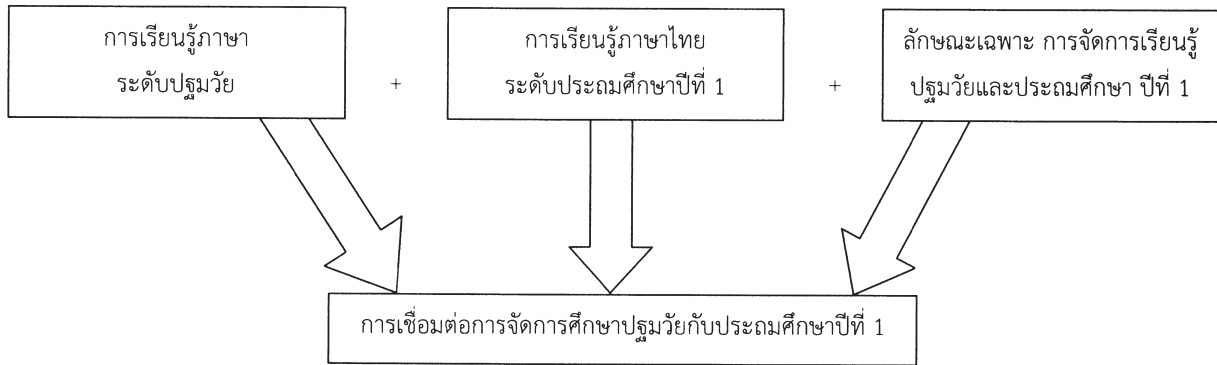 การเรียนรู้ภาษา
ระดับปฐมวัย
+
การเรียนรู้ภาษาไทย
ระดับประถมศึกษาปีที่ 1
+
ลักษณะเฉพาะ การจัดการเรียนรู้
ปฐมวัยและประถมศึกษา ปีที่ 1
การเชื่อมต่อการจัดการศึกษาปฐมวัยกับประถมศึกษาปีที่ 1